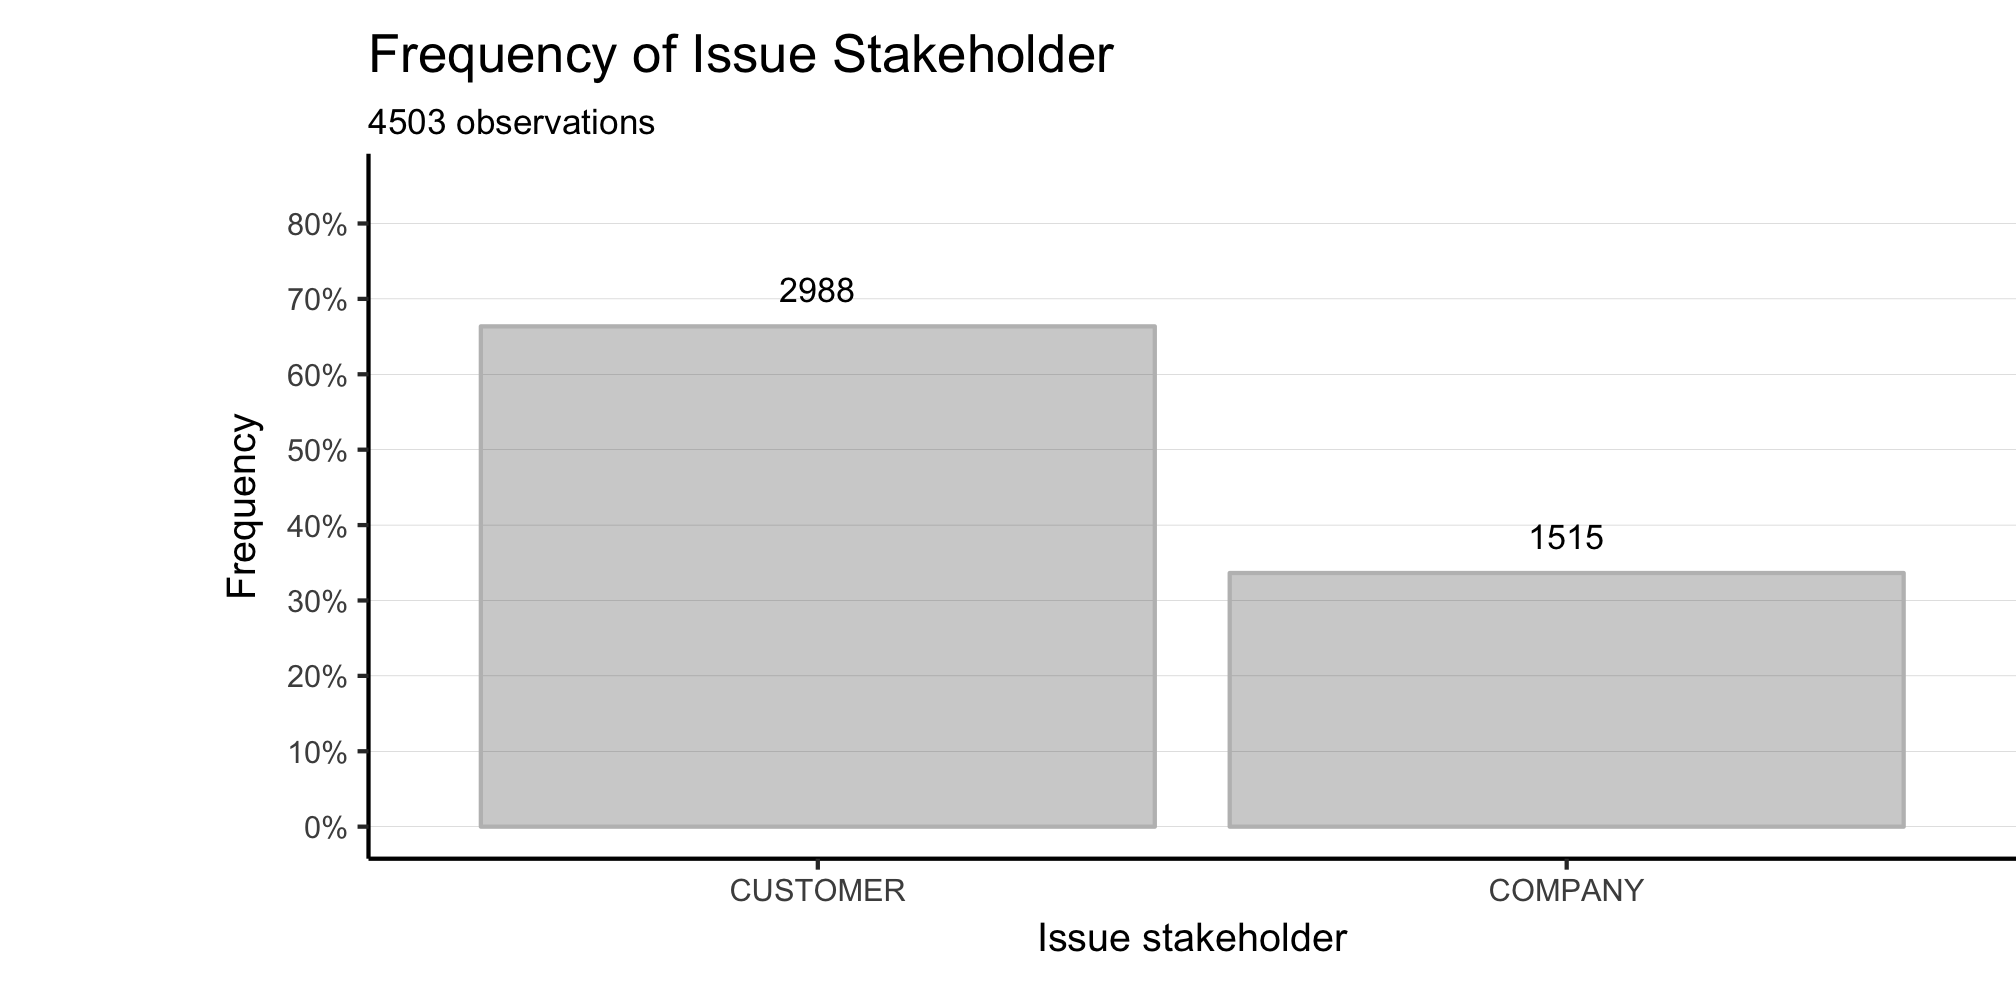 Frequency of Issue Stakeholder
4503 observations
Frequency
80%
70%
60%
50%
40%
30%
20%
10%
0%
2988
1515
CUSTOMER
COMPANY
Issue stakeholder